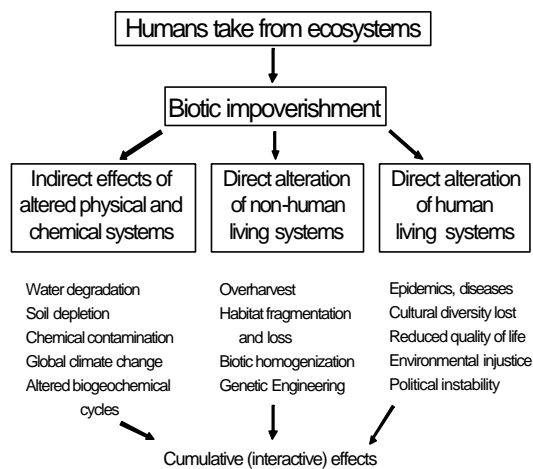 Humans take from ecosystems
Biotic impoverishment
Indirect effects of
altered physical and
chemical systems
Direct alteration
of non-human
living systems
Direct alteration
of human
living systems
Water degradation
Soil depletion
Chemical contamination
Global climate change
Altered biogeochemical
cycles
Overharvest
Habitat fragmentation
and loss
Biotic homogenization
Genetic Engineering
Epidemics, diseases
Cultural diversity lost
Reduced quality of life
Environmental injustice
Political instability
Cumulative (interactive) effects